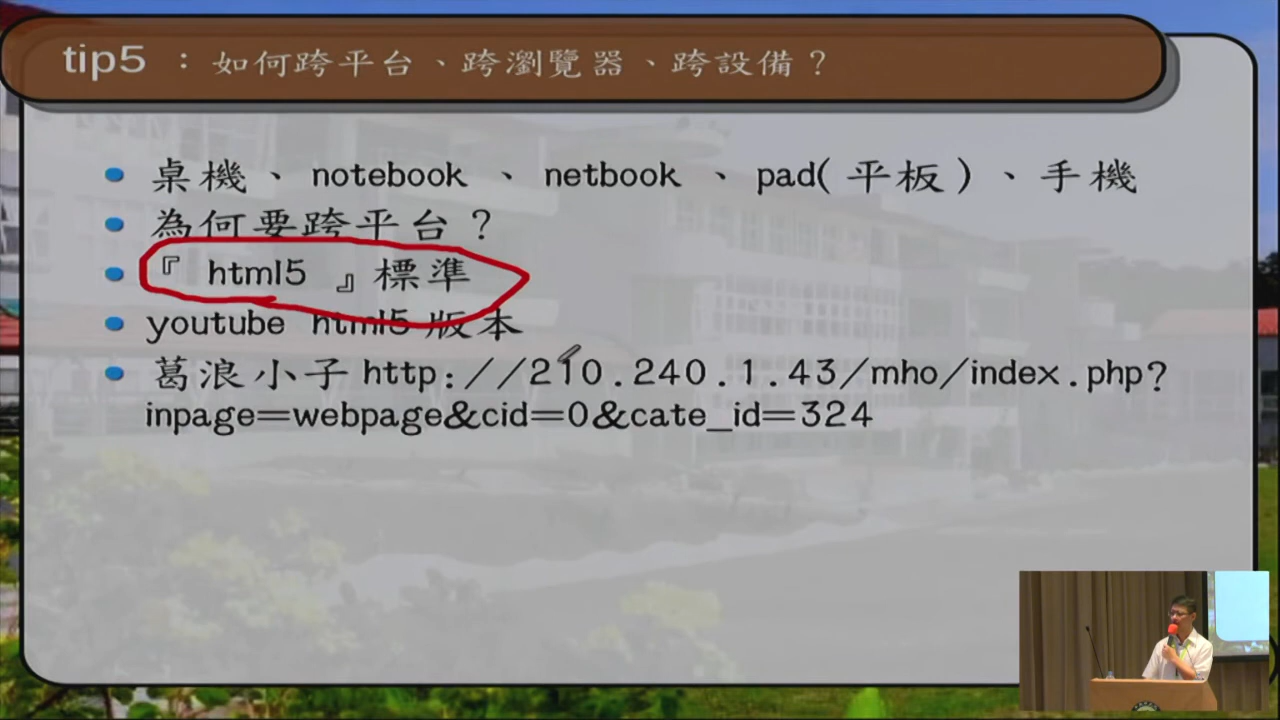 tip5 ：如何跨平台、跨瀏覽器、跨設備？
桌機、 notebook 、 netbook 、 pad( 平板 ) 、手機
為何要跨平台？
『 html5 』標準
youtube html5 版本
葛浪小子 http://210.240.1.43/mho/index.php?
inpage=webpage&cid=0&cate_id=324